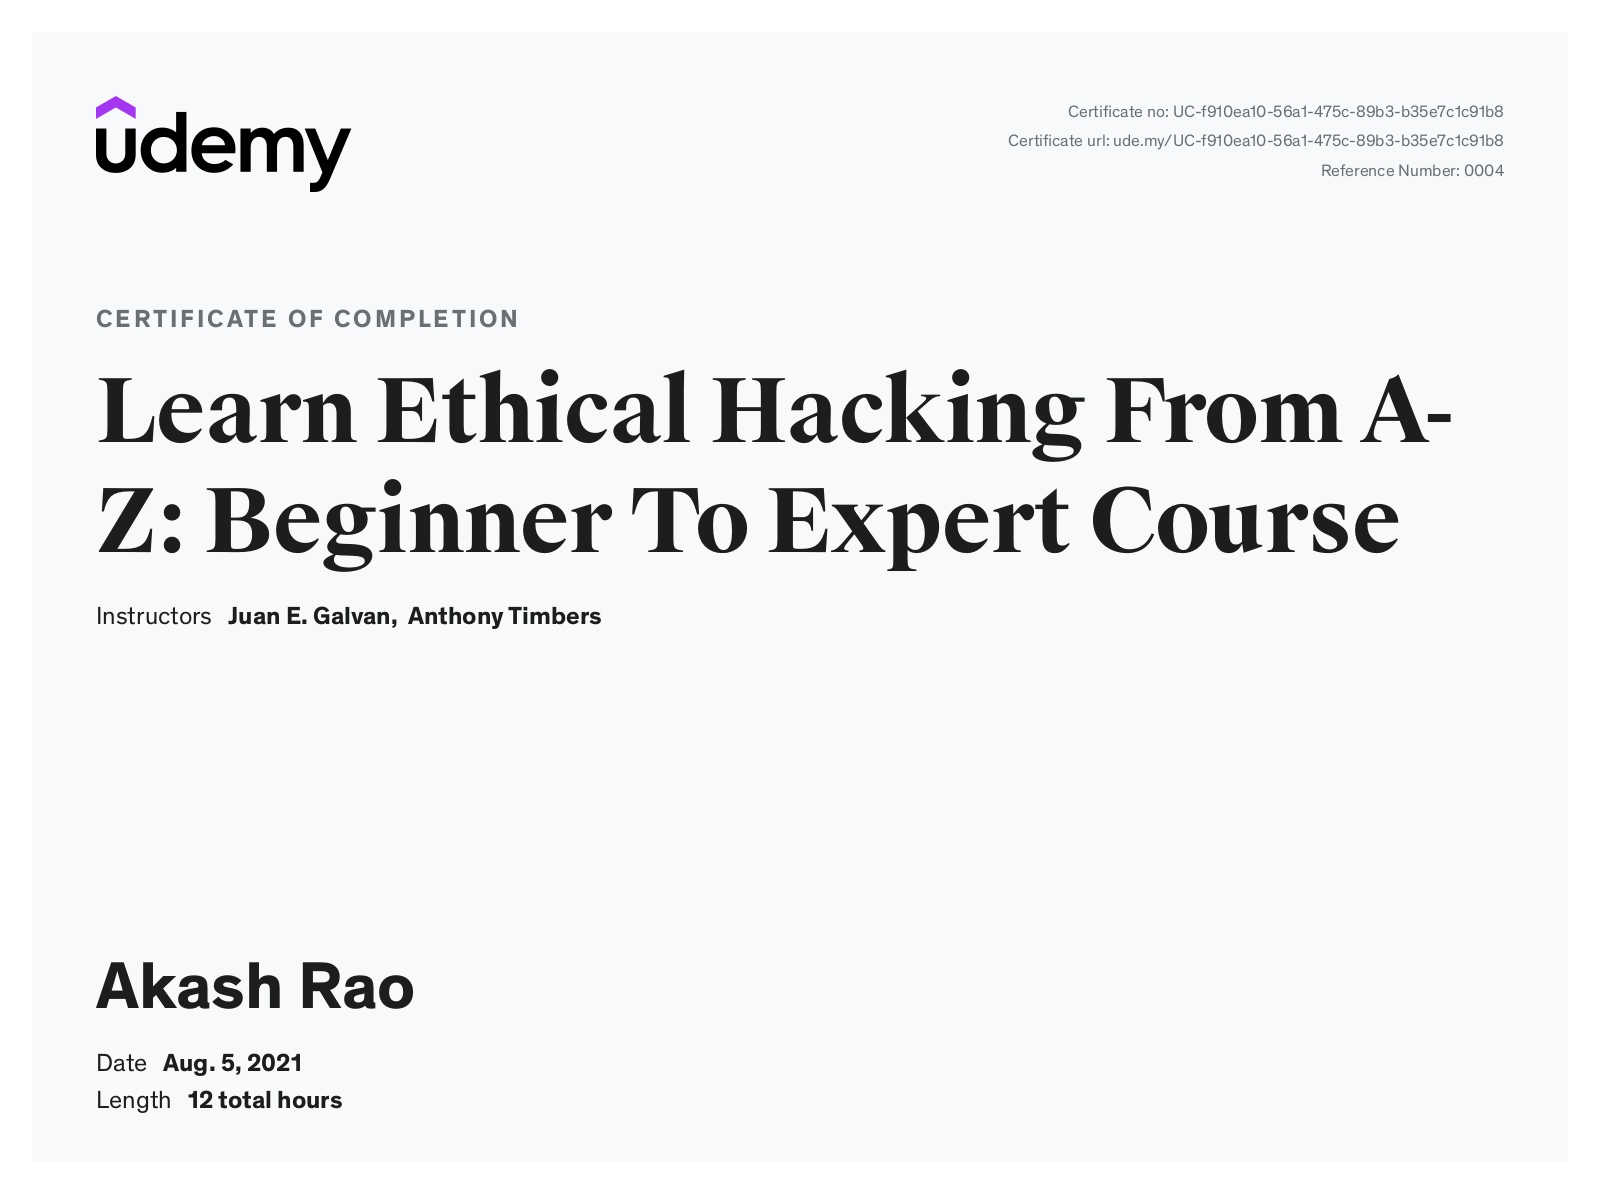 udemy
Certificate no: UC-f910ea10-56a1-475c-89b3-b35e7c1c91b8
Certificate url: ude.my/UC-f910ea10-56a1-475c-89b3-b35e7c1c91b8
Reference Number: 0004
CERTIFICATE OF COMPLETION
Learn Ethical Hacking From A-
Z: Beginner To Expert Course
Instructors Juan E. Galvan, Anthony Timbers
Akash Rao
Date Aug. 5, 2021
Length 12 total hours